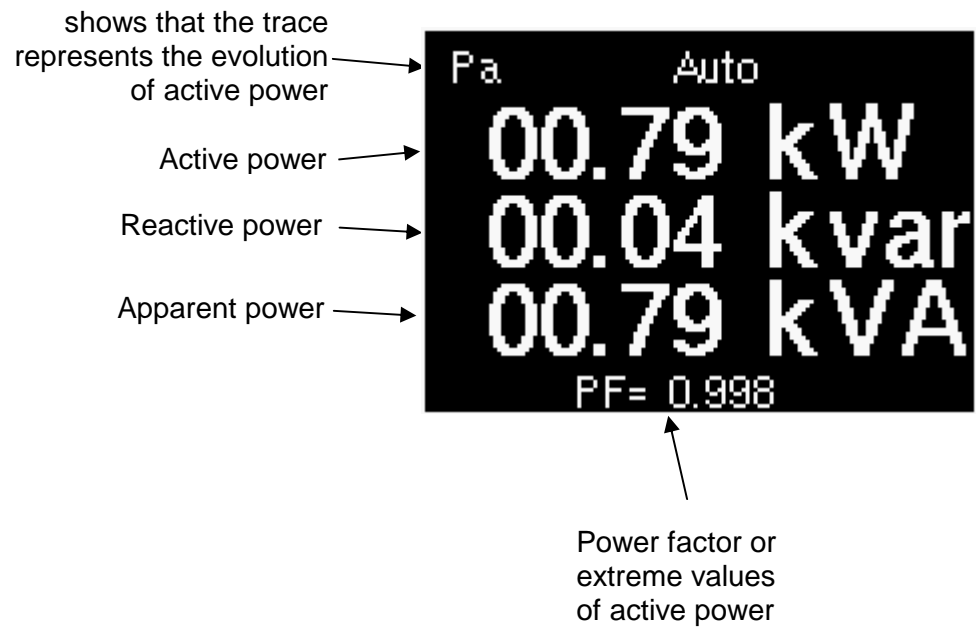 shows that the trace
represents the evolution
of active power
Pa Auto
Active power
00.79 kW
Reactive power
00.04 kvar
Apparent power
00.79 kVA
PF= 0.998
Power factor or
extreme values
of active power